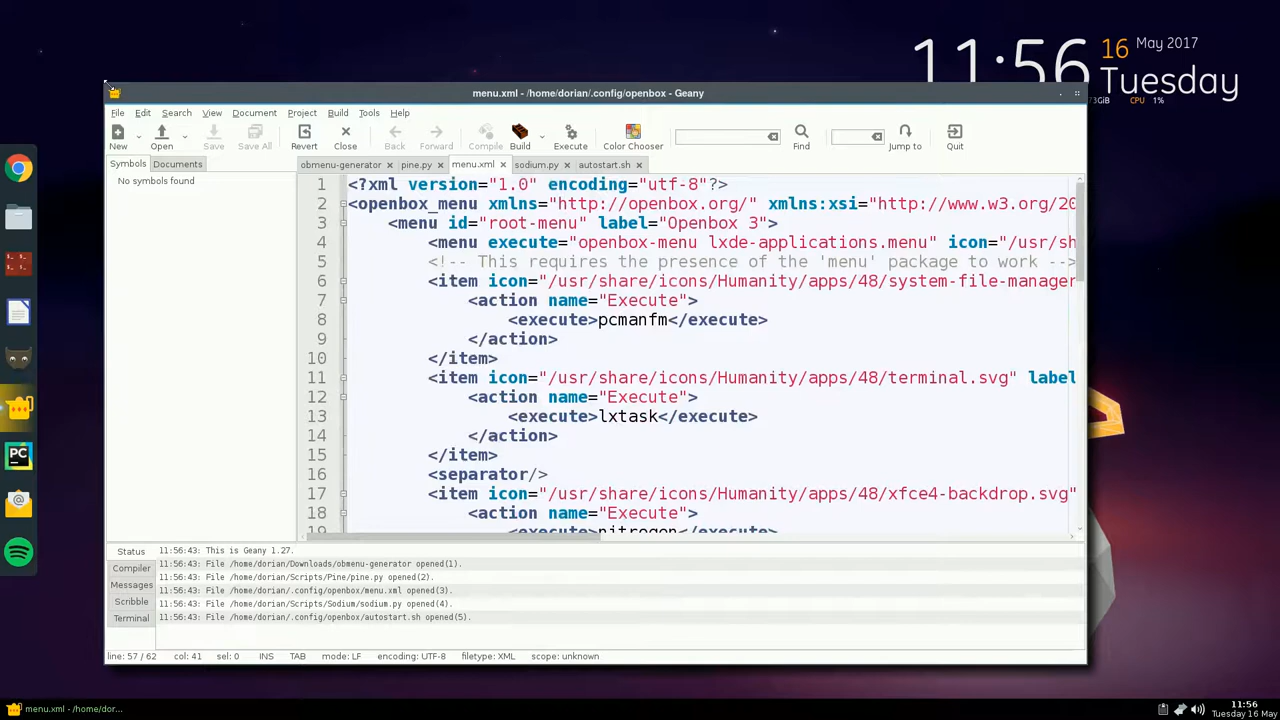 11:56
16
May 2017
Tuesday
73GiB CPU 1%
menu.xml - /home/dorian/.config/openbox - Geany
File Edit Search View Document Project Build Tools Help
New Open Save Save All Revert Close Back Forward Compile Build Execute Color Chooser Find Jump to Quit
Symbols Documents
obmenu-generator pine.py menu.xml sodium.py autostart.sh
No symbols found
1 <?xml version="1.0" encoding="utf-8"?>
2 <openbox_menu xmlns="http://openbox.org/" xmlns:xsi="http://www.w3.org/20
3 <menu id="root-menu" label="Openbox 3">
4 <menu execute="openbox-menu lxde-applications.menu" icon="/usr/sh
5 <!-- This requires the presence of the 'menu' package to work -->
6 <item icon="/usr/share/icons/Humanity/apps/48/system-file-manager
7 <action name="Execute">
8 <execute>pcmanfm</execute>
9 </action>
10 </item>
11 <item icon="/usr/share/icons/Humanity/apps/48/terminal.svg" label
12 <action name="Execute">
13 <execute>lxtask</execute>
14 </action>
15 </item>
16 <separator/>
17 <item icon="/usr/share/icons/Humanity/apps/48/xfce4-backdrop.svg"
18 <action name="Execute">
19 <execute>nitrogen</execute>
Status
Compiler
Messages
Scribble
Terminal
11:56:43: This is Geany 1.27.
11:56:43: File /home/dorian/Downloads/obmenu-generator opened(1).
11:56:43: File /home/dorian/Scripts/Pine/pine.py opened(2).
11:56:43: File /home/dorian/.config/openbox/menu.xml opened(3).
11:56:43: File /home/dorian/Scripts/Sodium/sodium.py opened(4).
11:56:43: File /home/dorian/.config/openbox/autostart.sh opened(5).
line: 57 / 62 col: 41 sel: 0 INS TAB mode: LF encoding: UTF-8 filetype: XML scope: unknown
PC
menu.xml - /home/dor...
11:56
Tuesday 16 May